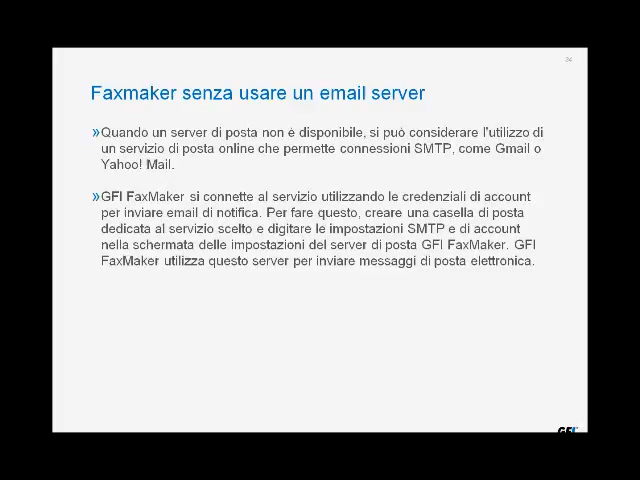 Faxmaker senza usare un email server
»Quando un server di posta non è disponibile, si può considerare l'utilizzo di
un servizio di posta online che permette connessioni SMTP, come Gmail o
Yahoo! Mail.
»GFI FaxMaker si connette al servizio utilizzando le credenziali di account
per inviare email di notifica. Per fare questo, creare una casella di posta
dedicata al servizio scelto e digitare le impostazioni SMTP e di account
nella schermata delle impostazioni del server di posta GFI FaxMaker. GFI
FaxMaker utilizza questo server per inviare messaggi di posta elettronica.
GFI